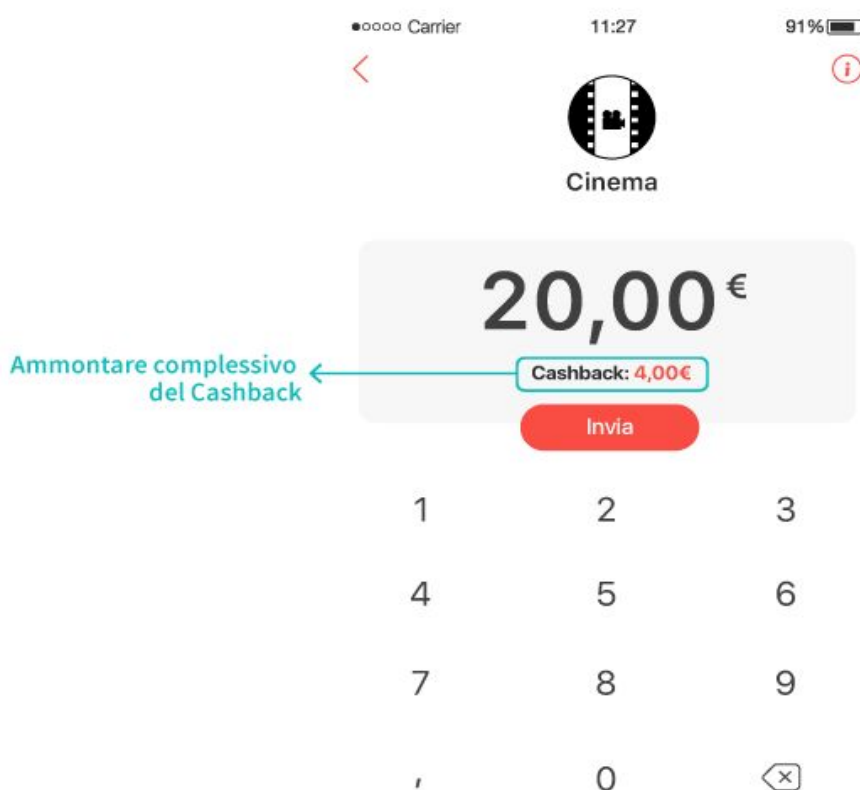 ●oooo Carrier 11:27 91%
Cinema
20,00€
Ammontare complessivo
del Cashback
Cashback: 4,00€
Invia
1 2 3
4 5 6
7 8 9
, 0